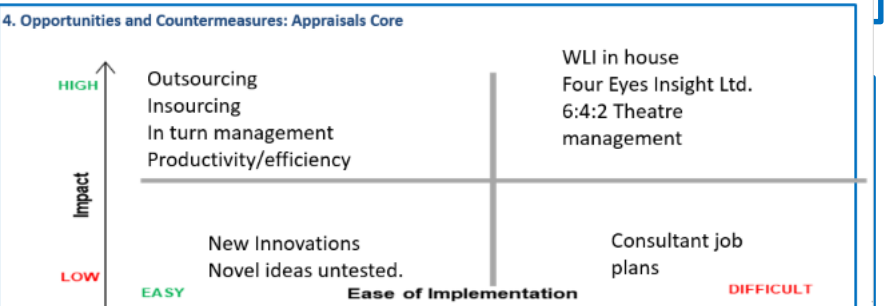 4. Opportunities and Countermeasures: Appraisals Core
HIGH
Outsourcing
Insourcing
In turn management
Productivity/efficiency
WLI in house
Four Eyes Insight Ltd.
6:4:2 Theatre
management
Impact
New Innovations
Novel ideas untested.
Consultant job
plans
LOW
EASY
Ease of Implementation
DIFFICULT